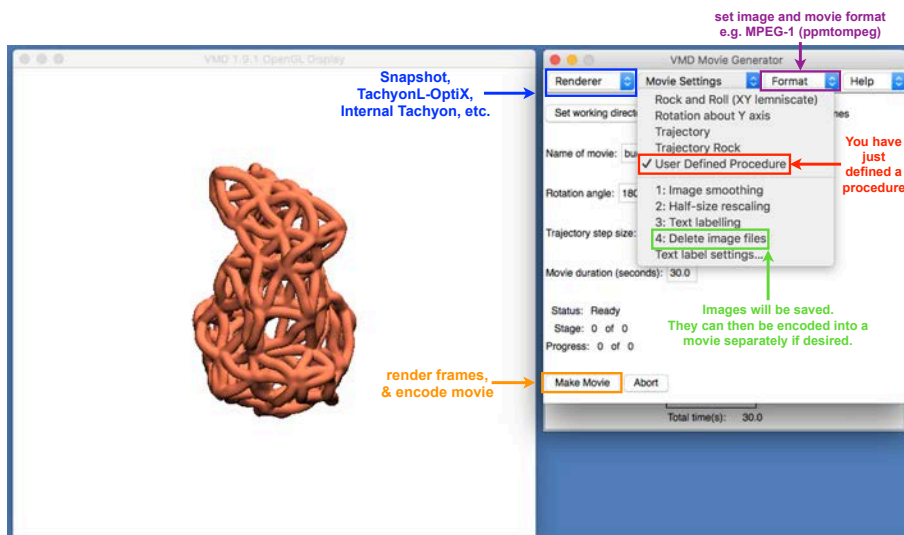 set image and movie format
e.g. MPEG-1 (ppmtompeg)
VMD 1.9.1 OpenGL Display
VMD Movie Generator
Snapshot,
TachyonL-OptiX,
Internal Tachyon, etc.
Renderer
Movie Settings
Format
Help
Set working direct
Rock and Roll (XY lemniscate)
Rotation about Y axis
Trajectory
Trajectory Rock
✓ User Defined Procedure
1: Image smoothing
2: Half-size rescaling
3: Text labelling
4: Delete image files
Text label settings...
mes
You have
just
defined a
procedure
Name of movie: bu
Rotation angle: 180
Trajectory step size:
Movie duration (seconds): 30.0
Status: Ready
Stage: 0 of 0
Progress: 0 of 0
Images will be saved.
They can then be encoded into a
movie separately if desired.
render frames,
& encode movie
Make Movie
Abort
Total time(s): 30.0